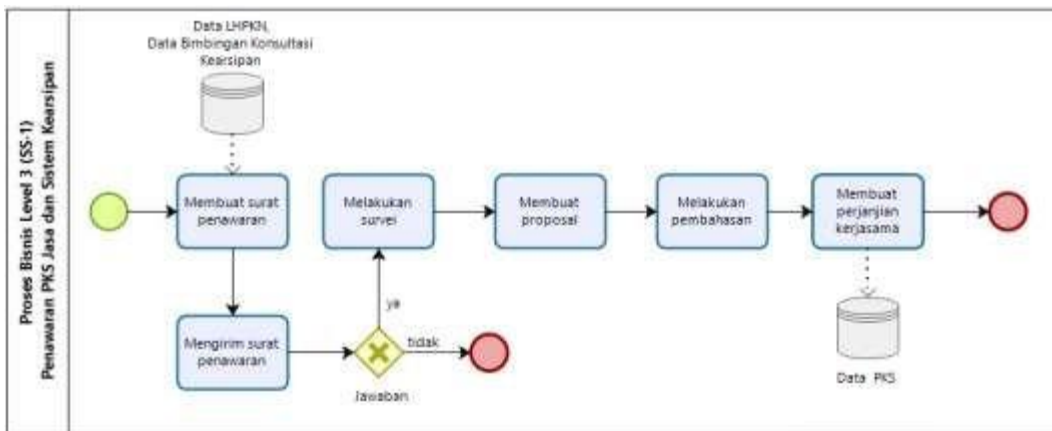 Proses Bisnis Level 3 (SS-1)
Penawaran PKS Jasa dan Sistem Kearsipan
Data LHPKN,
Data Bimbingan Konsultasi
Kearsipan
Membuat surat
penawaran
Melakukan
survei
Membuat
proposal
Melakukan
pembahasan
Membuat
perjanjian
kerjasama
Mengirim surat
penawaran
ya
tidak
Jawaban
Data PKS